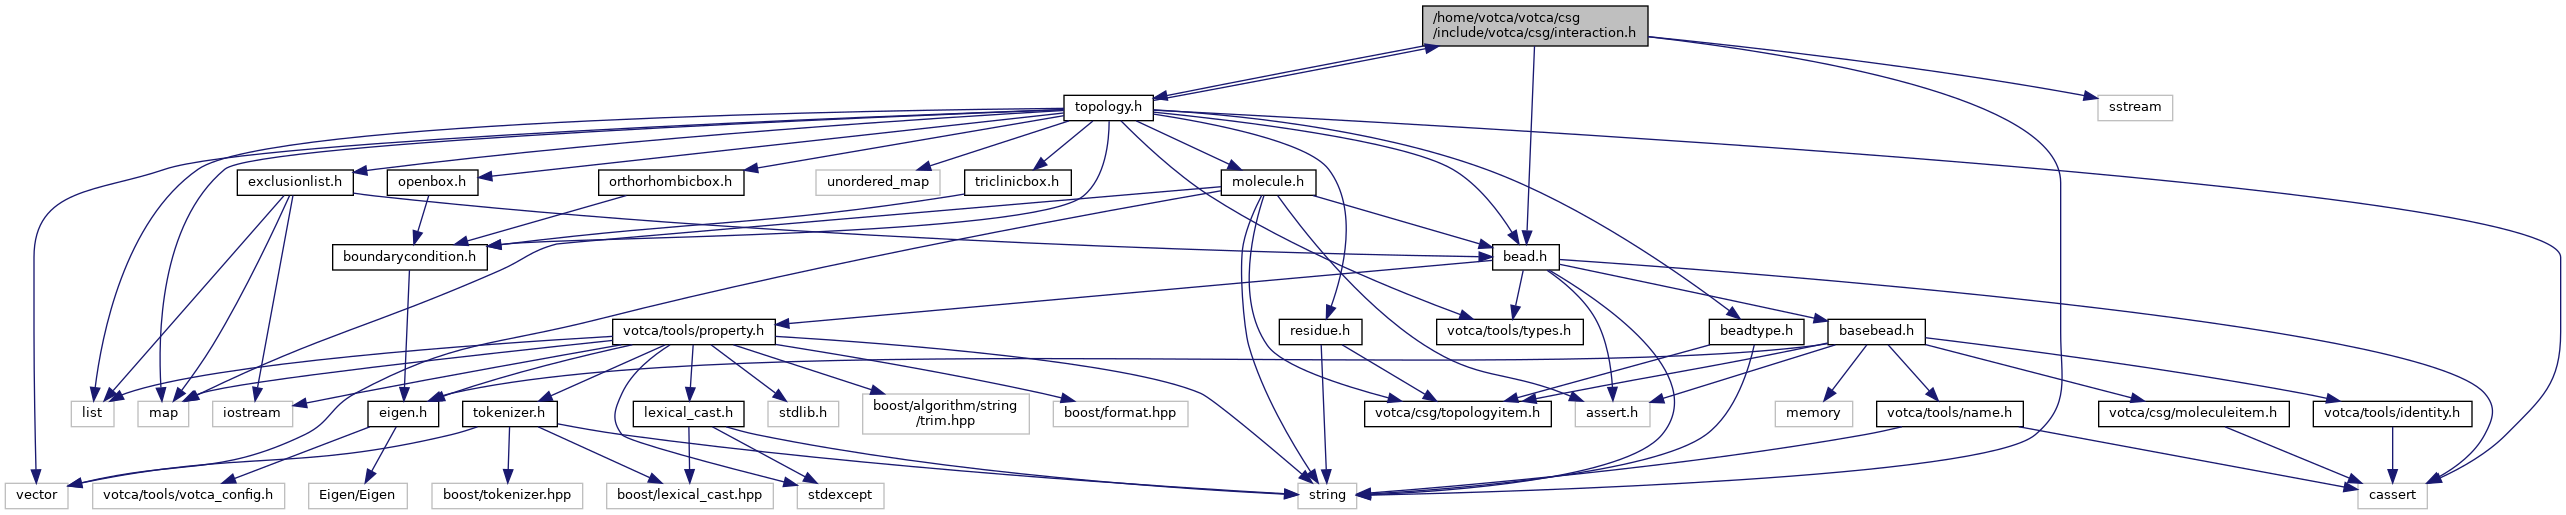 /home/votca/votca/csg
/include/votca/csg/interaction.h
topology.h
sstream
exclusionlist.h
openbox.h
orthorhombicbox.h
unordered_map
triclinicbox.h
molecule.h
boundarycondition.h
bead.h
votca/tools/property.h
residue.h
votca/tools/types.h
beadtype.h
basebead.h
list
map
iostream
eigen.h
tokenizer.h
lexical_cast.h
stdlib.h
boost/algorithm/string
/trim.hpp
boost/format.hpp
votca/csg/topologyitem.h
assert.h
memory
votca/tools/name.h
votca/csg/moleculeitem.h
votca/tools/identity.h
vector
votca/tools/votca_config.h
Eigen/Eigen
boost/tokenizer.hpp
boost/lexical_cast.hpp
stdexcept
string
cassert